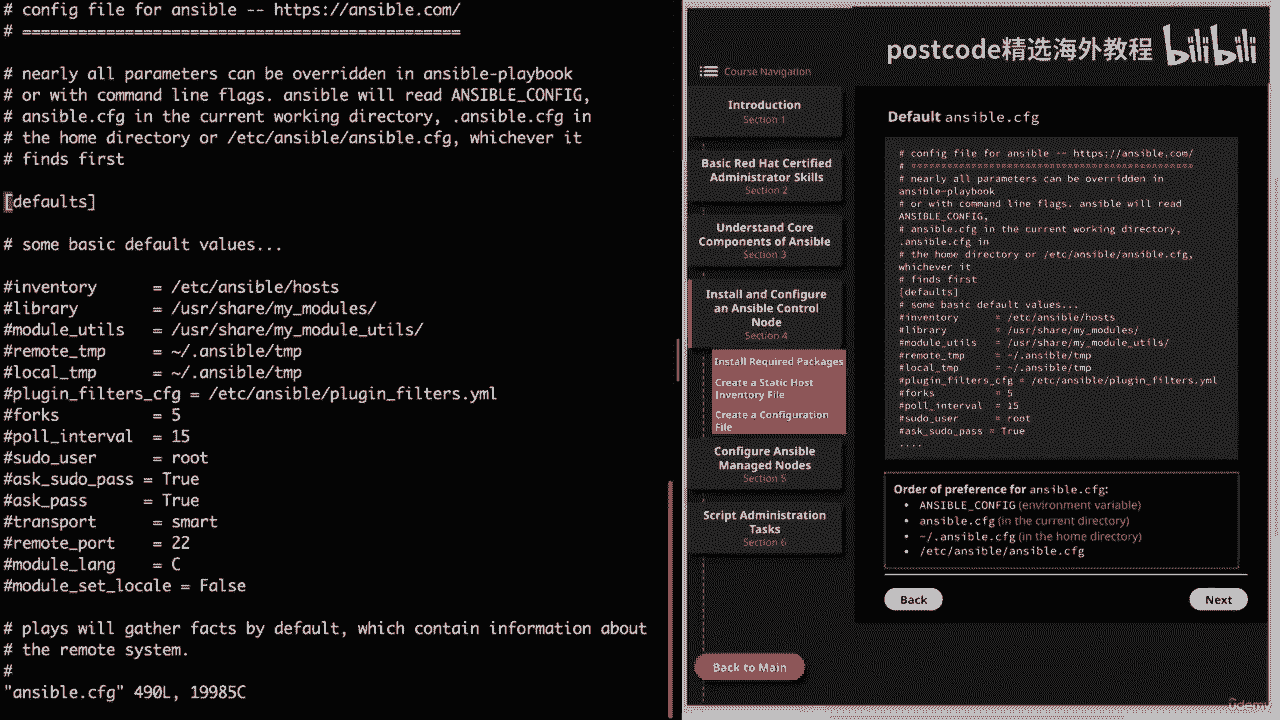 # config file for ansible -- https://ansible.com/
# ===============================================
# nearly all parameters can be overridden in ansible-playbook
# or with command line flags. ansible will read ANSIBLE_CONFIG,
# ansible.cfg in the current working directory, .ansible.cfg in
# the home directory or /etc/ansible/ansible.cfg, whichever it
# finds first
[defaults]
# some basic default values...
#inventory      = /etc/ansible/hosts
#library        = /usr/share/my_modules/
#module_utils   = /usr/share/my_module_utils/
#remote_tmp     = ~/.ansible/tmp
#local_tmp      = ~/.ansible/tmp
#plugin_filters_cfg = /etc/ansible/plugin_filters.yml
#forks          = 5
#poll_interval  = 15
#sudo_user      = root
#ask_sudo_pass = True
#ask_pass      = True
#transport      = smart
#remote_port    = 22
#module_lang    = C
#module_set_locale = False
# plays will gather facts by default, which contain information about
# the remote system.
#
"ansible.cfg" 490L, 19985C
postcode精选海外教程 bilibili
Course Navigation
Introduction
Section 1
Basic Red Hat Certified
Administrator Skills
Section 2
Understand Core
Components of Ansible
Section 3
Install and Configure
an Ansible Control
Node
Section 4
Install Required Packages
Create a Static Host
Inventory File
Create a Configuration
File
Configure Ansible
Managed Nodes
Section 5
Script Administration
Tasks
Section 6
Back to Main
Default ansible.cfg
# config file for ansible -- https://ansible.com/
# ===============================================
# nearly all parameters can be overridden in
ansible-playbook
# or with command line flags. ansible will read
ANSIBLE_CONFIG,
# ansible.cfg in the current working directory,
.ansible.cfg in
# the home directory or /etc/ansible/ansible.cfg,
whichever it
# finds first
[defaults]
# some basic default values...
#inventory      = /etc/ansible/hosts
#library        = /usr/share/my_modules/
#module_utils   = /usr/share/my_module_utils/
#remote_tmp     = ~/.ansible/tmp
#local_tmp      = ~/.ansible/tmp
#plugin_filters_cfg = /etc/ansible/plugin_filters.yml
#forks          = 5
#poll_interval  = 15
#sudo_user      = root
#ask_sudo_pass = True
....
Order of preference for ansible.cfg:
• ANSIBLE_CONFIG (environment variable)
• ansible.cfg (in the current directory)
• ~/.ansible.cfg (in the home directory)
• /etc/ansible/ansible.cfg
Back
Next
ûdemy